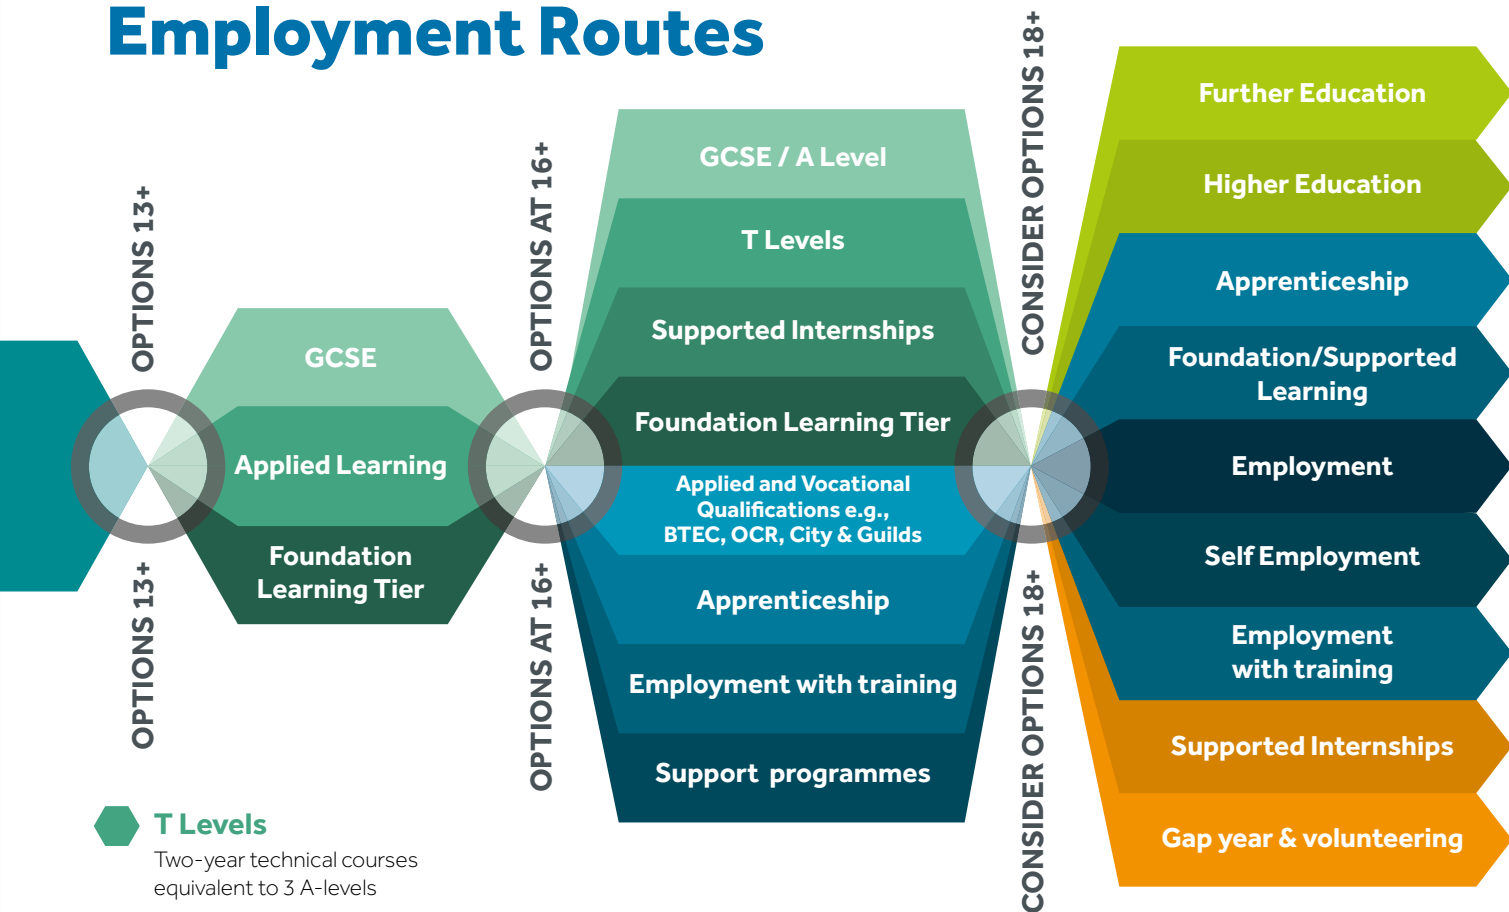 Employment Routes
OPTIONS 13+
OPTIONS 13+
GCSE
Applied Learning
Foundation
Learning Tier
OPTIONS AT 16+
OPTIONS AT 16+
GCSE / A Level
T Levels
Supported Internships
Foundation Learning Tier
Applied and Vocational
Qualifications e.g.,
BTEC, OCR, City & Guilds
Apprenticeship
Employment with training
Support programmes
CONSIDER OPTIONS 18+
CONSIDER OPTIONS 18+
Further Education
Higher Education
Apprenticeship
Foundation/Supported
Learning
Employment
Self Employment
Employment
with training
Supported Internships
Gap year & volunteering
T Levels
Two-year technical courses
equivalent to 3 A-levels